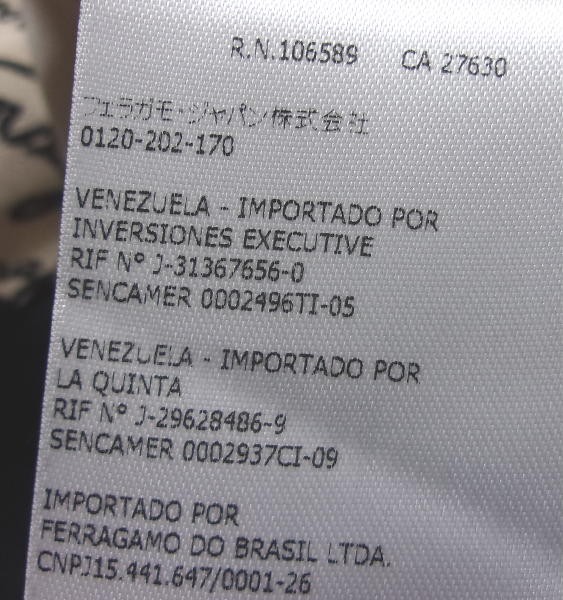 R.N.106589 CA 27630
フェラガモ・ジャパン株式会社
0120-202-170
VENEZUELA - IMPORTADO POR
INVERSIONES EXECUTIVE
RIF Nº J-31367656-0
SENCAMER 0002496TI-05
VENEZUELA - IMPORTADO POR
LA QUINTA
RIF Nº J-29628486-9
SENCAMER 0002937CI-09
IMPORTADO POR
FERRAGAMO DO BRASIL LTDA.
CNPJ15.441.647/0001-26